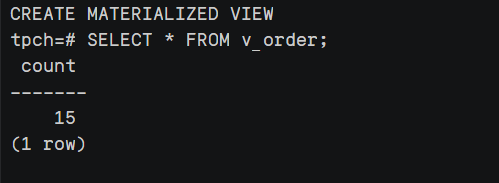 CREATE MATERIALIZED VIEW
tpch=# SELECT * FROM v_order;
 count
-------
    15
(1 row)